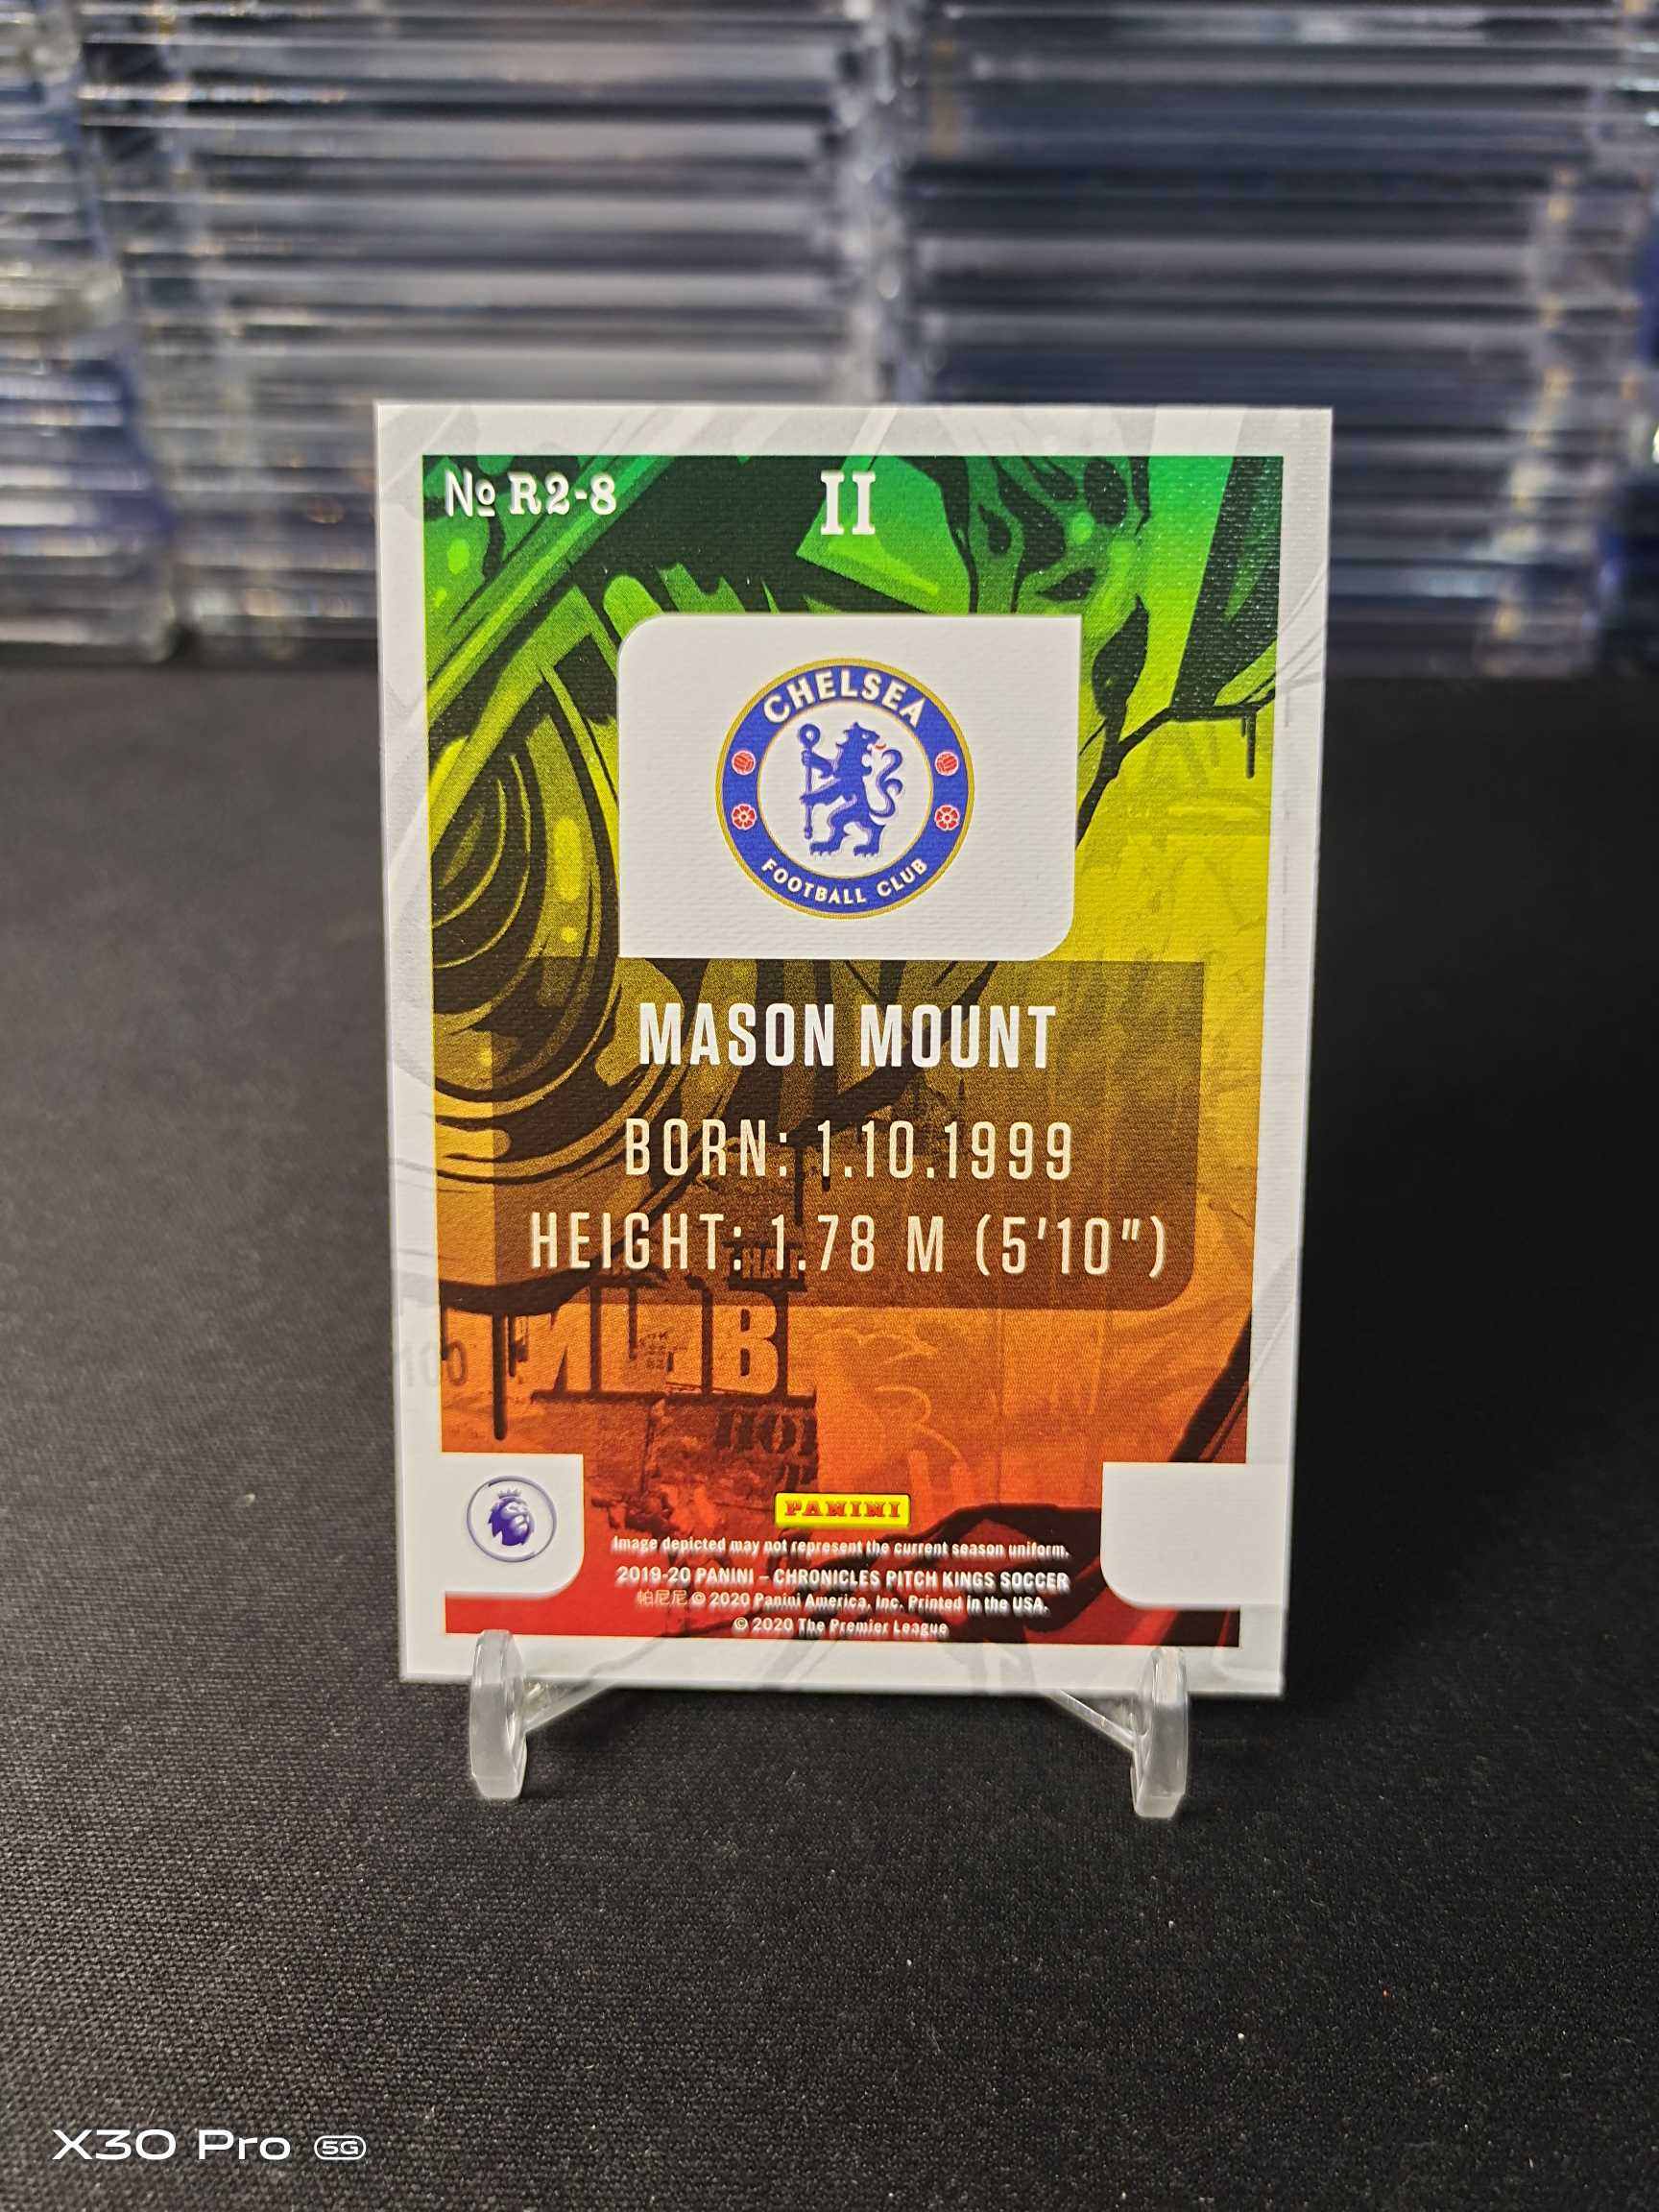 No R2-8
II
CHELSEA
FOOTBALL CLUB
MASON MOUNT
BORN: 1.10.1999
HEIGHT: 1.78 M (5'10")
100
HOI
PANINI
Image depicted may not represent the current season uniform.
2019-20 PANINI – CHRONICLES PITCH KINGS SOCCER
帕尼尼 © 2020 Panini America, Inc. Printed in the USA.
© 2020 The Premier League
X30 Pro 5G